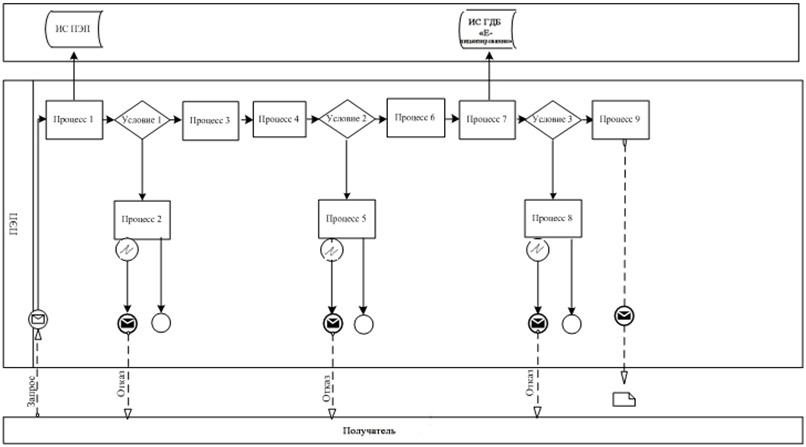 ИС ПЭП
ИС ГДБ
«Е-
лицензирование»
ПЭП
Процесс 1
Условие 1
Процесс 3
Процесс 4
Условие 2
Процесс 6
Процесс 7
Условие 3
Процесс 9
Процесс 2
Процесс 5
Процесс 8
Запрос
Отказ
Отказ
Отказ
Получатель